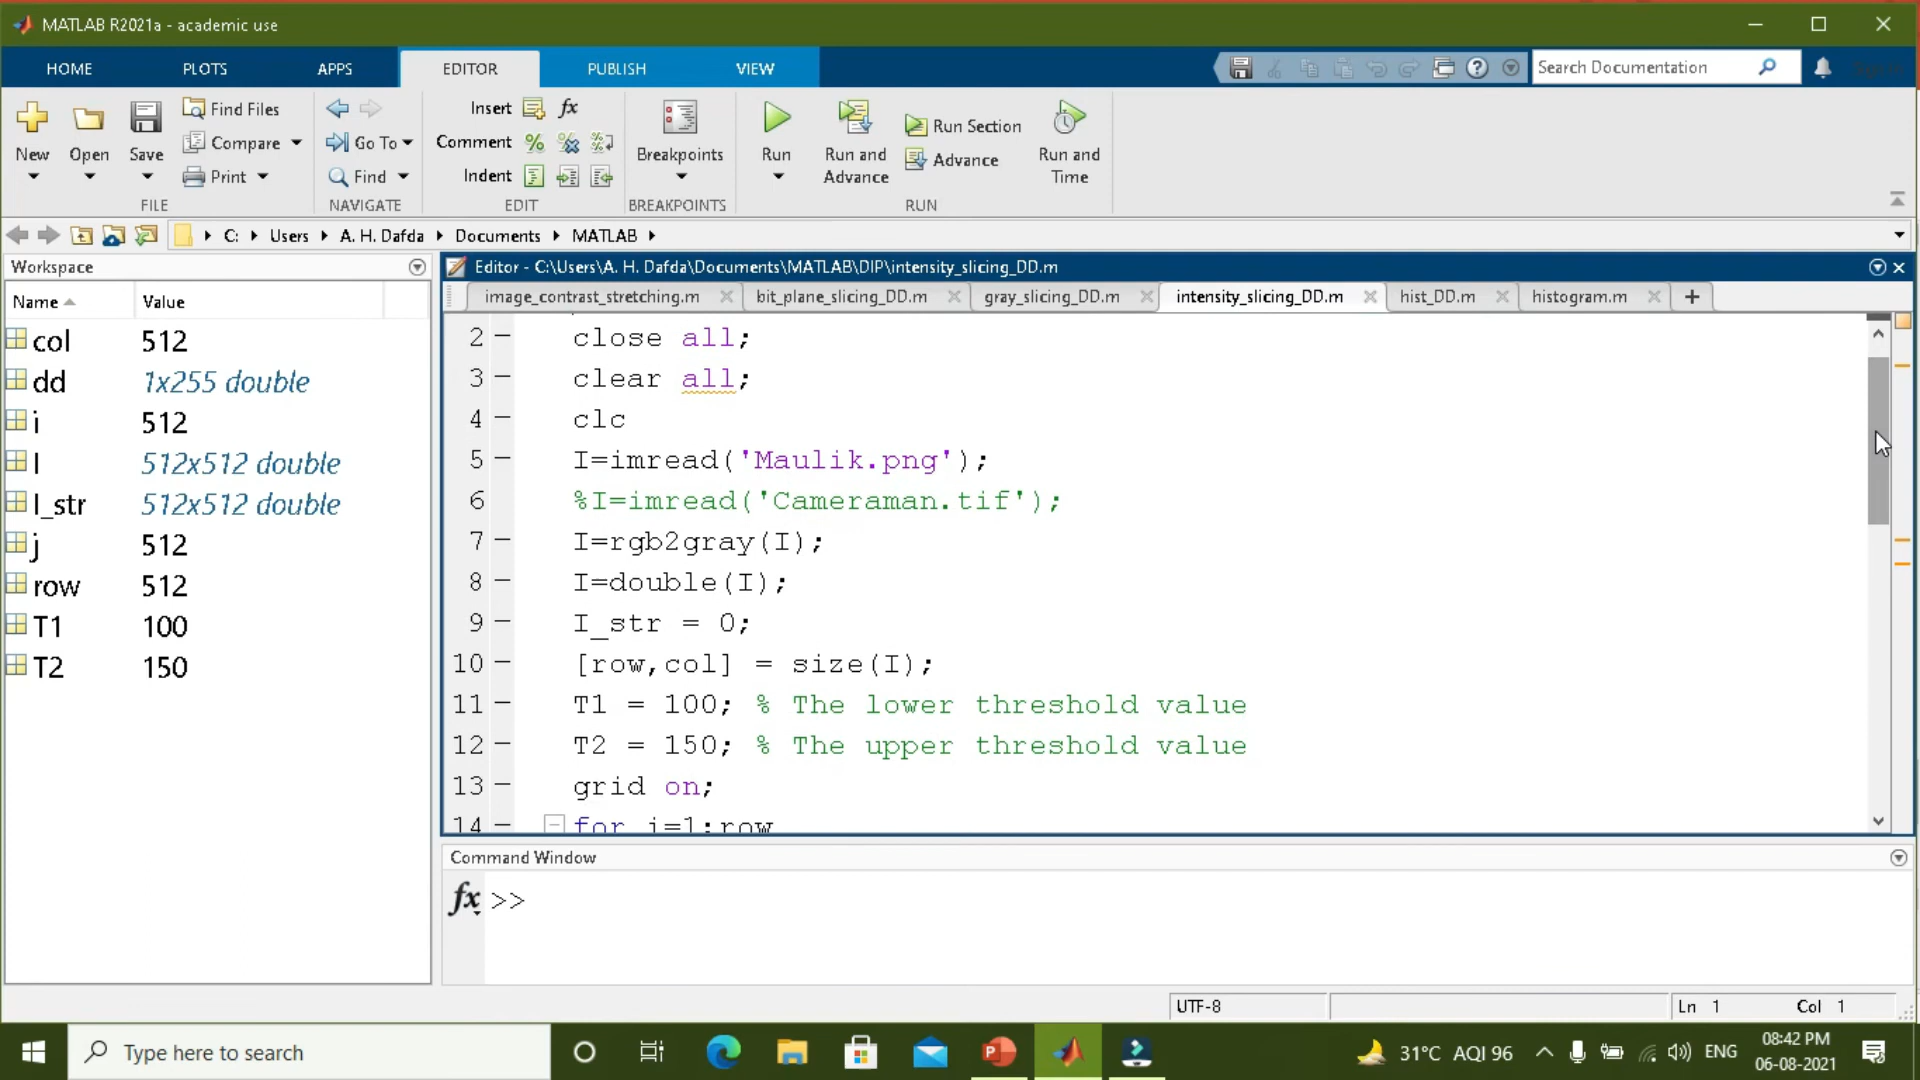 MATLAB R2021a - academic use
HOME PLOTS APPS EDITOR PUBLISH VIEW
Search Documentation
New Open Save
Find Files
Compare
Print
FILE
Go To
Find
NAVIGATE
Insert fx
Comment
Indent
EDIT
Breakpoints
BREAKPOINTS
Run
Run and Advance
Run Section
Advance
Run and Time
RUN
C: Users A. H. Dafda Documents MATLAB
Workspace
Name Value
col 512
dd 1x255 double
i 512
I 512x512 double
I_str 512x512 double
j 512
row 512
T1 100
T2 150
Editor - C:\Users\A. H. Dafda\Documents\MATLAB\DIP\intensity_slicing_DD.m
image_contrast_stretching.m bit_plane_slicing_DD.m gray_slicing_DD.m intensity_slicing_DD.m hist_DD.m histogram.m
2 close all;
3 clear all;
4 clc
5 I=imread('Maulik.png');
6 %I=imread('Cameraman.tif');
7 I=rgb2gray(I);
8 I=double(I);
9 I_str = 0;
10 [row,col] = size(I);
11 T1 = 100; % The lower threshold value
12 T2 = 150; % The upper threshold value
13 grid on;
14 for i=1:row
Command Window
fx >>
UTF-8 Ln 1 Col 1
Type here to search
31°C AQI 96 ENG
08:42 PM
06-08-2021